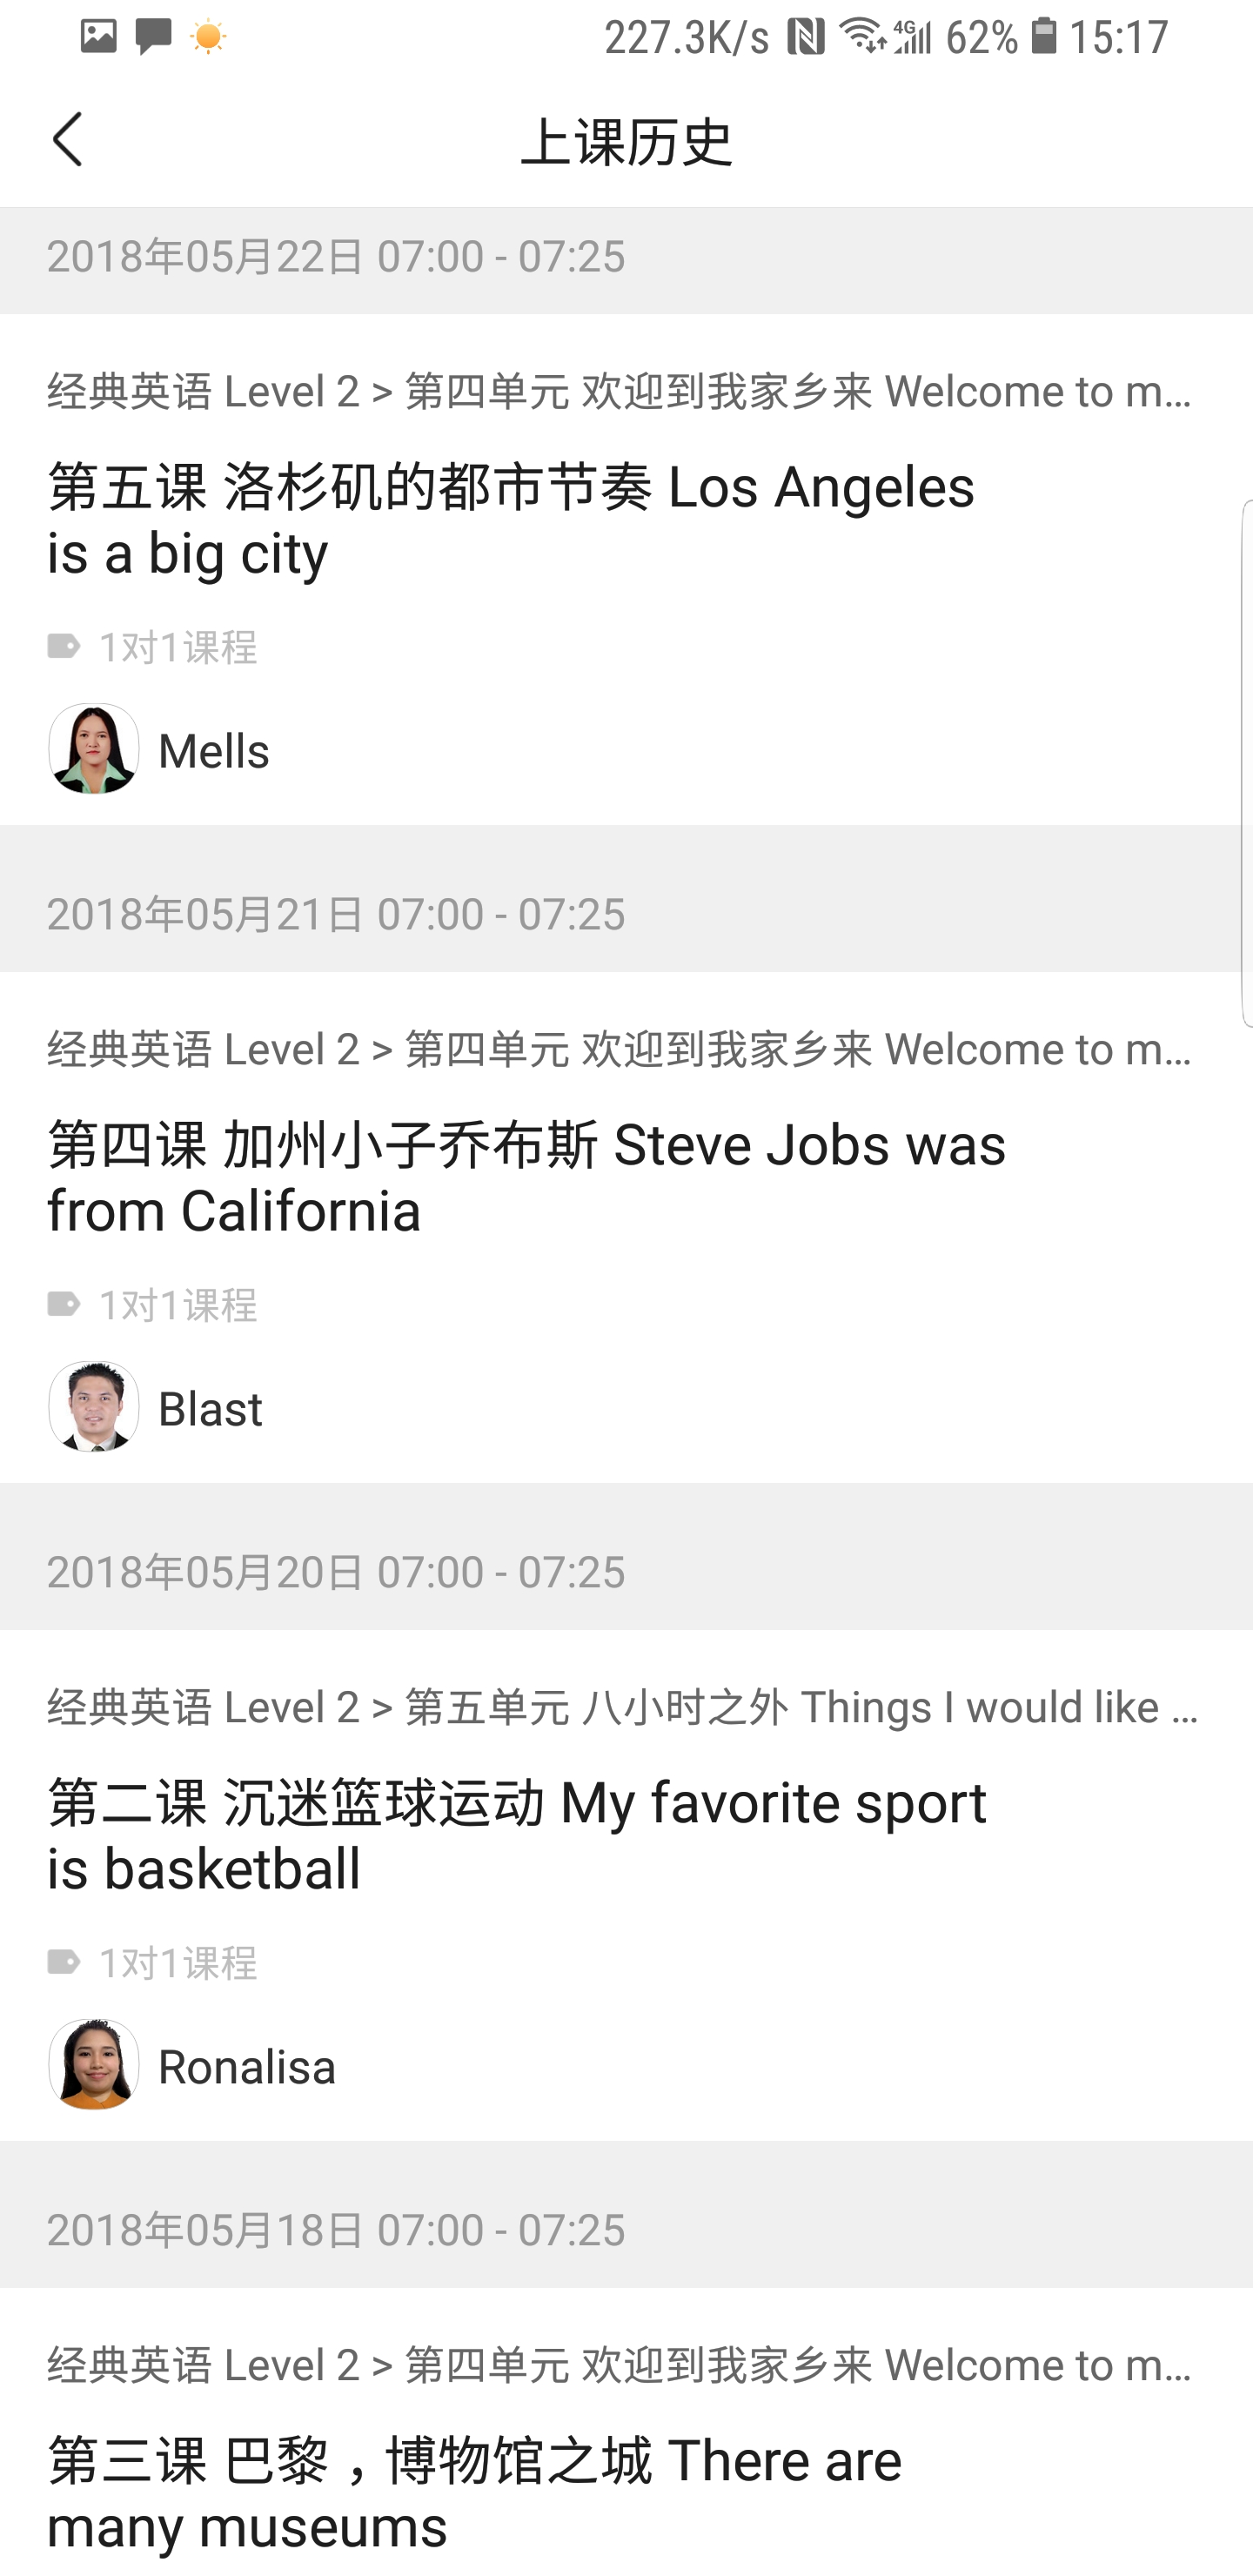 227.3K/s 4G 62% 15:17
上课历史
2018年05月22日 07:00 - 07:25
经典英语 Level 2 > 第四单元 欢迎到我家乡来 Welcome to m...
第五课 洛杉矶的都市节奏 Los Angeles
is a big city
1对1课程
Mells
2018年05月21日 07:00 - 07:25
经典英语 Level 2 > 第四单元 欢迎到我家乡来 Welcome to m...
第四课 加州小子乔布斯 Steve Jobs was
from California
1对1课程
Blast
2018年05月20日 07:00 - 07:25
经典英语 Level 2 > 第五单元 八小时之外 Things I would like ...
第二课 沉迷篮球运动 My favorite sport
is basketball
1对1课程
Ronalisa
2018年05月18日 07:00 - 07:25
经典英语 Level 2 > 第四单元 欢迎到我家乡来 Welcome to m...
第三课 巴黎，博物馆之城 There are
many museums